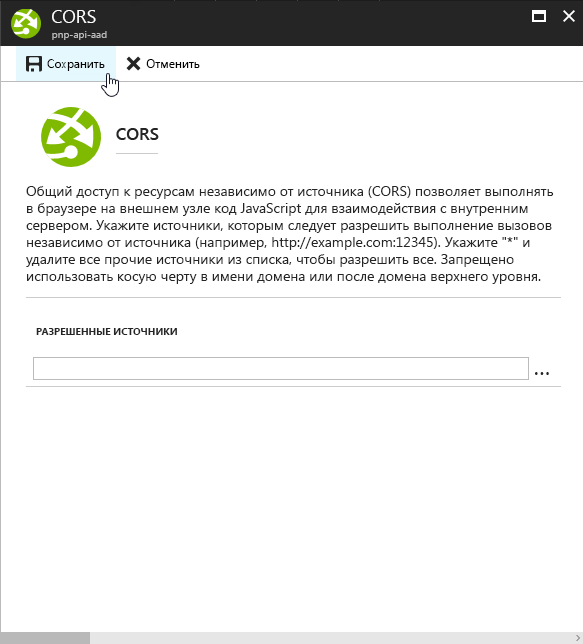 CORS
pnp-api-aad
Сохранить Отменить
CORS
Общий доступ к ресурсам независимо от источника (CORS) позволяет выполнять
в браузере на внешнем узле код JavaScript для взаимодействия с внутренним
сервером. Укажите источники, которым следует разрешить выполнение вызовов
независимо от источника (например, http://example.com:12345). Укажите "*" и
удалите все прочие источники из списка, чтобы разрешить все. Запрещено
использовать косую черту в имени домена или после домена верхнего уровня.
РАЗРЕШЕННЫЕ ИСТОЧНИКИ
...